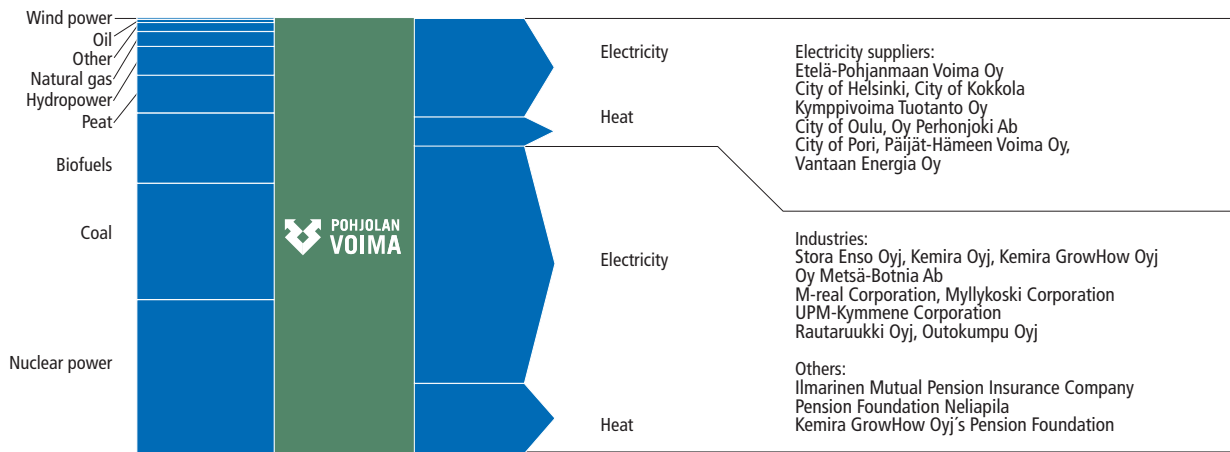 Wind power
Oil
Other
Natural gas
Hydropower
Peat
Biofuels
Coal
Nuclear power
POHJOLAN
VOIMA
Electricity
Heat
Electricity
Heat
Electricity suppliers:
Etelä-Pohjanmaan Voima Oy
City of Helsinki, City of Kokkola
Kymppivoima Tuotanto Oy
City of Oulu, Oy Perhonjoki Ab
City of Pori, Päijät-Hämeen Voima Oy,
Vantaan Energia Oy
Industries:
Stora Enso Oyj, Kemira Oyj, Kemira GrowHow Oyj
Oy Metsä-Botnia Ab
M-real Corporation, Myllykoski Corporation
UPM-Kymmene Corporation
Rautaruukki Oyj, Outokumpu Oyj
Others:
Ilmarinen Mutual Pension Insurance Company
Pension Foundation Neliapila
Kemira GrowHow Oyj´s Pension Foundation